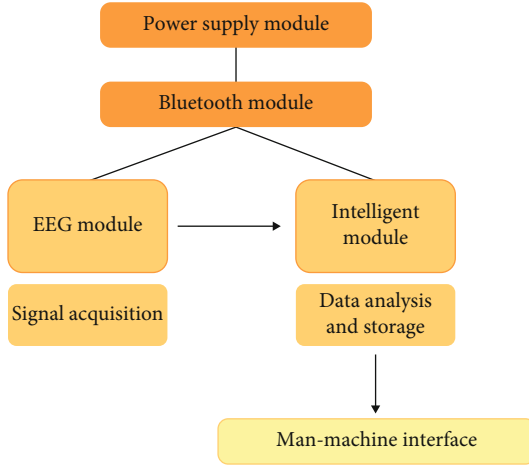 Power supply module
Bluetooth module
EEG module
Intelligent
module
Signal acquisition
Data analysis
and storage
Man-machine interface